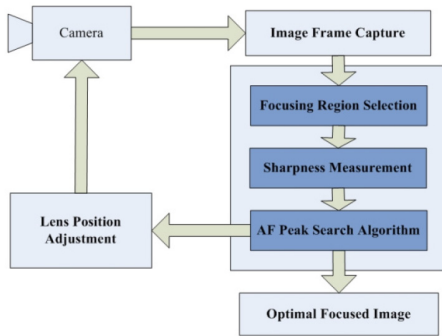 Camera
Image Frame Capture
Focusing Region Selection
Sharpness Measurement
AF Peak Search Algorithm
Lens Position
Adjustment
Optimal Focused Image